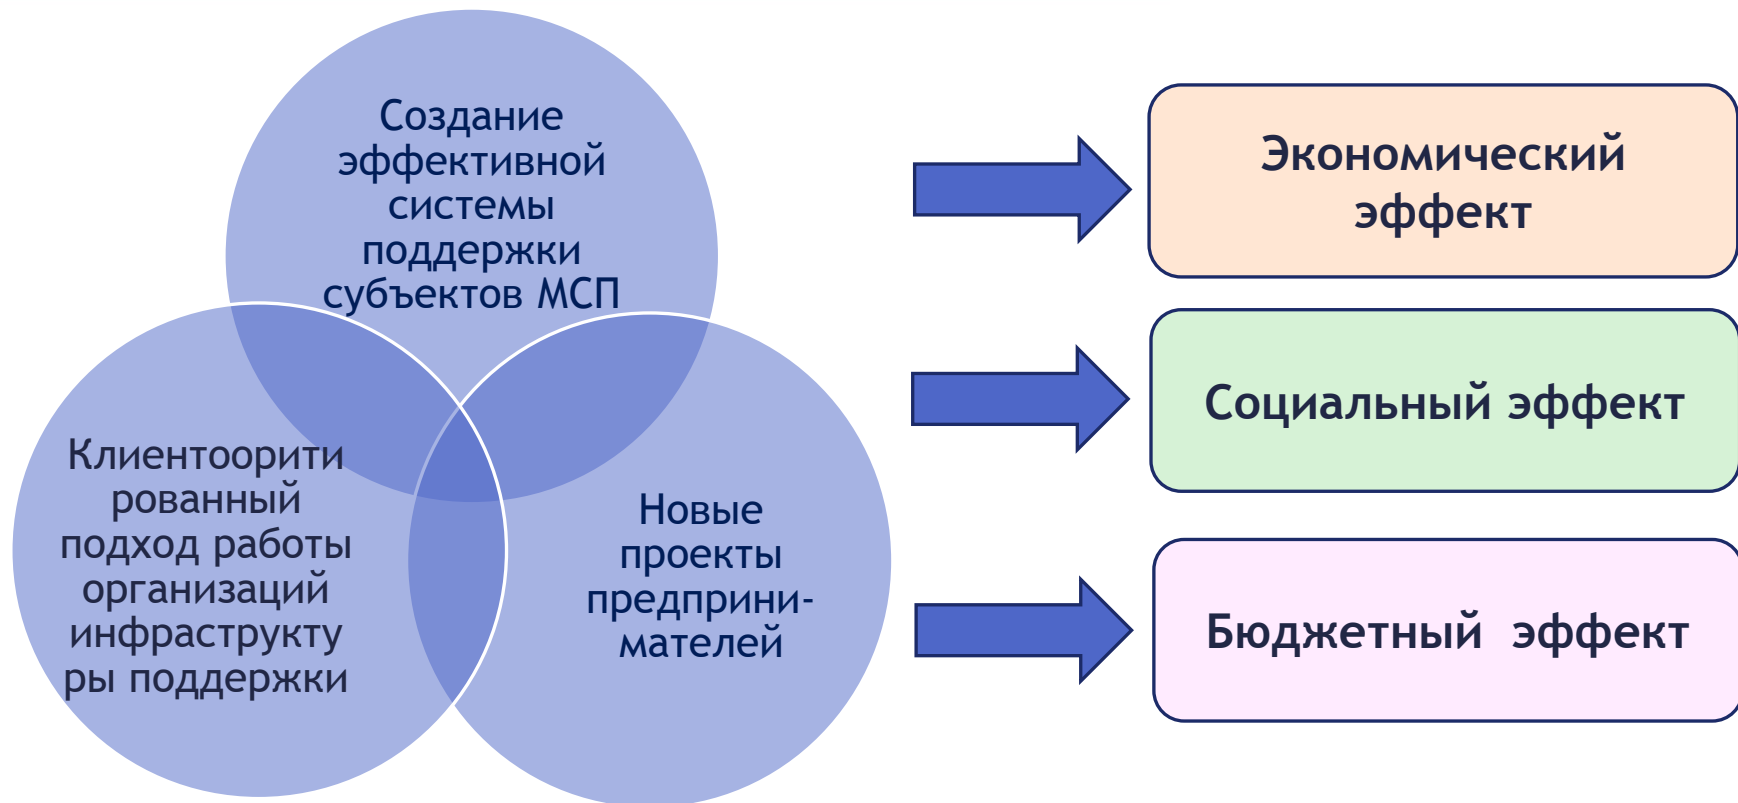 Создание
эффективной
системы
поддержки
субъектов МСП
Клиентоорити
рованный
подход работы
организаций
инфраструкту
ры поддержки
Новые
проекты
предприни-
мателей
Экономический
эффект
Социальный эффект
Бюджетный  эффект